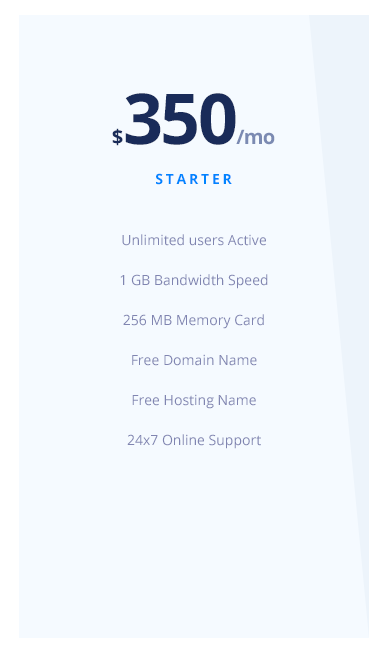 $350/mo
STARTER
Unlimited users Active
1 GB Bandwidth Speed
256 MB Memory Card
Free Domain Name
Free Hosting Name
24x7 Online Support